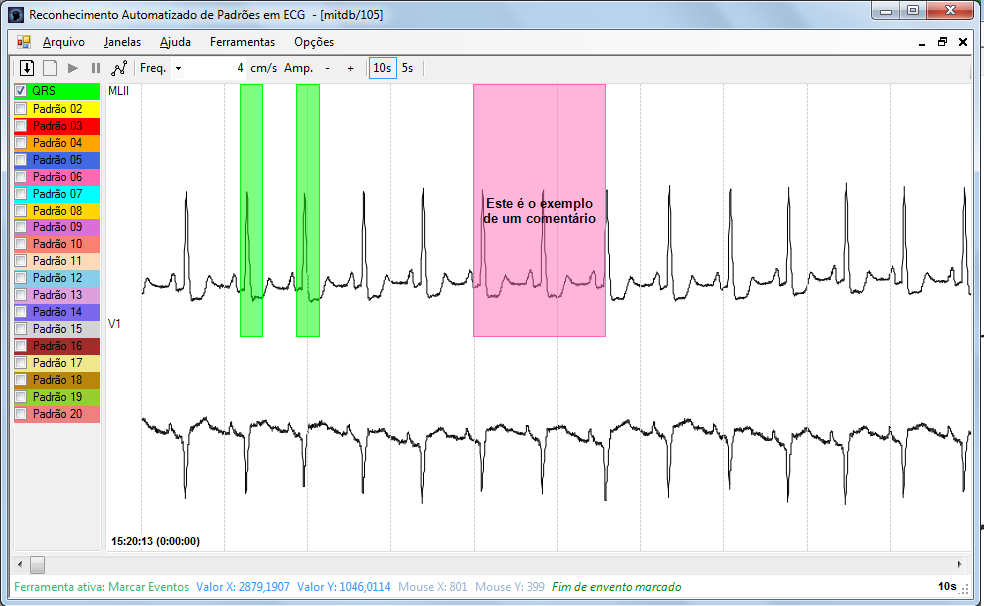 Reconhecimento Automatizado de Padrões em ECG - [mitdb/105]
Arquivo Janelas Ajuda Ferramentas Opções
Freq. 4 cm/s Amp. - + 10s 5s
QRS
Padrão 02
Padrão 03
Padrão 04
Padrão 05
Padrão 06
Padrão 07
Padrão 08
Padrão 09
Padrão 10
Padrão 11
Padrão 12
Padrão 13
Padrão 14
Padrão 15
Padrão 16
Padrão 17
Padrão 18
Padrão 19
Padrão 20
MLII
Este é o exemplo
de um comentário
V1
15:20:13 (0:00:00)
Ferramenta ativa: Marcar Eventos Valor X: 2879,1907 Valor Y: 1046,0114 Mouse X: 801 Mouse Y: 399 Fim de envento marcado 10s